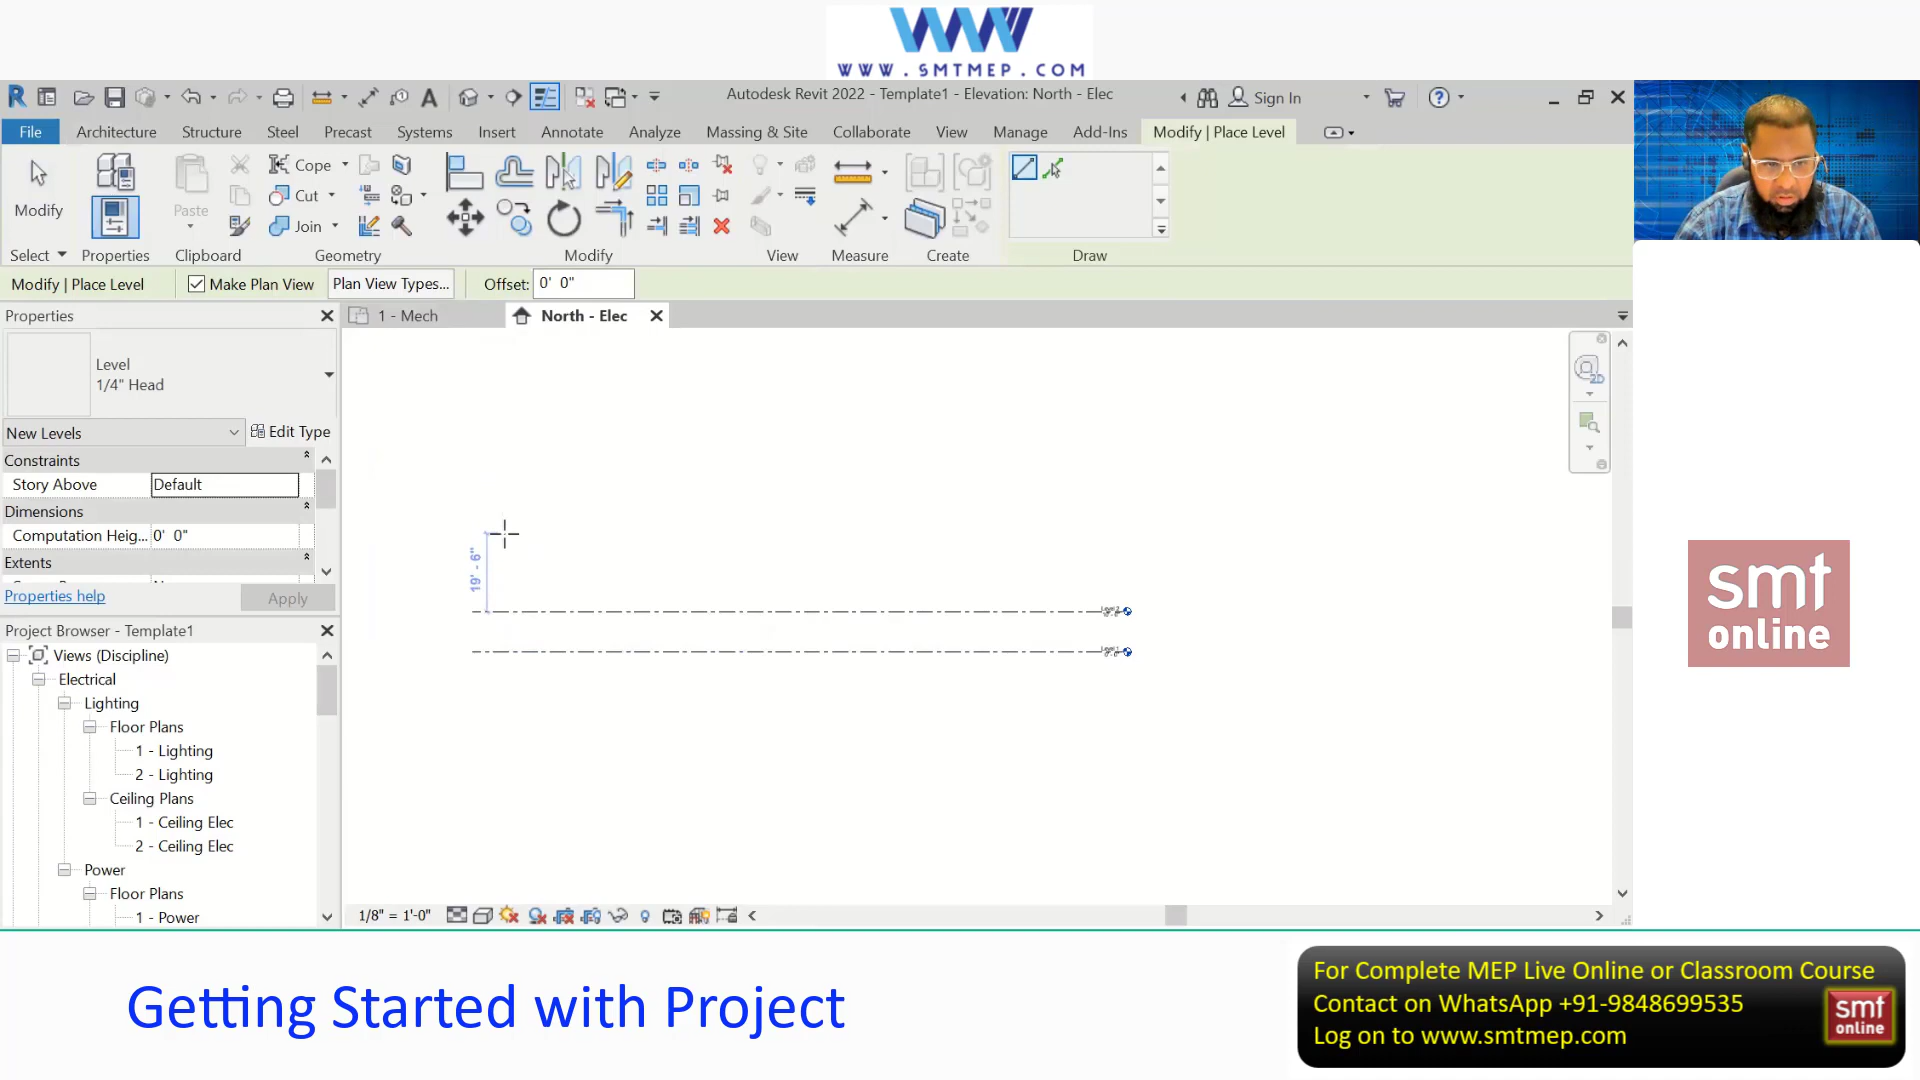 WWW.SMTMEP.COM
Autodesk Revit 2022 - Template1 - Elevation: North - Elec
Sign In
File Architecture Structure Steel Precast Systems Insert Annotate Analyze Massing & Site Collaborate View Manage Add-Ins Modify | Place Level
Modify Paste Cope Cut Join
Select Properties Clipboard Geometry Modify View Measure Create Draw
Modify | Place Level Make Plan View Plan View Types... Offset: 0' 0"
Properties
1 - Mech
North - Elec
Level
1/4" Head
New Levels Edit Type
Constraints
Story Above Default
Dimensions
Computation Heig... 0' 0"
Extents
Properties help Apply
2D
19' - 6"
Project Browser - Template1
Views (Discipline)
Electrical
Lighting
Floor Plans
1 - Lighting
2 - Lighting
Ceiling Plans
1 - Ceiling Elec
2 - Ceiling Elec
Power
Floor Plans
1 - Power
1/8" = 1'-0"
smt
online
Getting Started with Project
For Complete MEP Live Online or Classroom Course
Contact on WhatsApp +91-9848699535
Log on to www.smtmep.com
smt
online